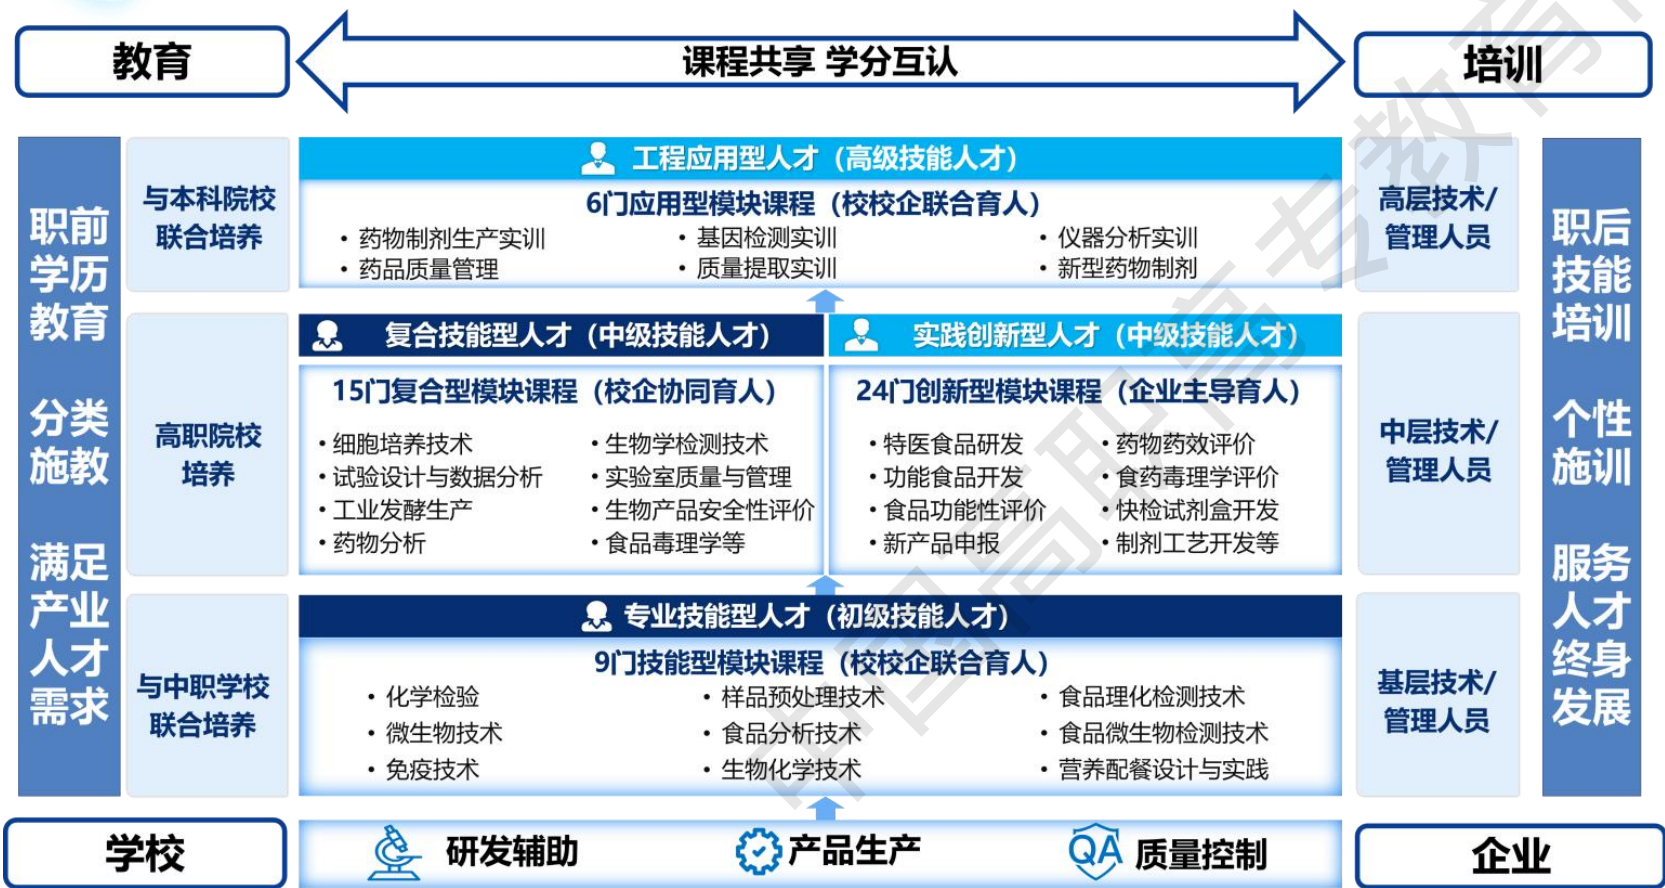 教育
课程共享 学分互认
培训
职前
学历
教育
分类
施教
满足
产业
人才
需求
与本科院校
联合培养
高职院校
培养
与中职学校
联合培养
工程应用型人才（高级技能人才）
6门应用型模块课程（校校企联合育人）
• 药物制剂生产实训
• 基因检测实训
• 仪器分析实训
• 药品质量管理
• 质量提取实训
• 新型药物制剂
复合技能型人才（中级技能人才）
15门复合型模块课程（校企协同育人）
• 细胞培养技术
• 生物学检测技术
• 试验设计与数据分析
• 实验室质量与管理
• 工业发酵生产
• 生物产品安全性评价
• 药物分析
• 食品毒理学等
实践创新型人才（中级技能人才）
24门创新型模块课程（企业主导育人）
• 特医食品研发
• 药物药效评价
• 功能食品开发
• 食药毒理学评价
• 食品功能性评价
• 快检试剂盒开发
• 新产品申报
• 制剂工艺开发等
专业技能型人才（初级技能人才）
9门技能型模块课程（校校企联合育人）
• 化学检验
• 样品预处理技术
• 食品理化检测技术
• 微生物技术
• 食品分析技术
• 食品微生物检测技术
• 免疫技术
• 生物化学技术
• 营养配餐设计与实践
高层技术/
管理人员
中层技术/
管理人员
基层技术/
管理人员
职后
技能
培训
个性
施训
服务
人才
终身
发展
学校
研发辅助
产品生产
QA 质量控制
企业
中国高职高专教育